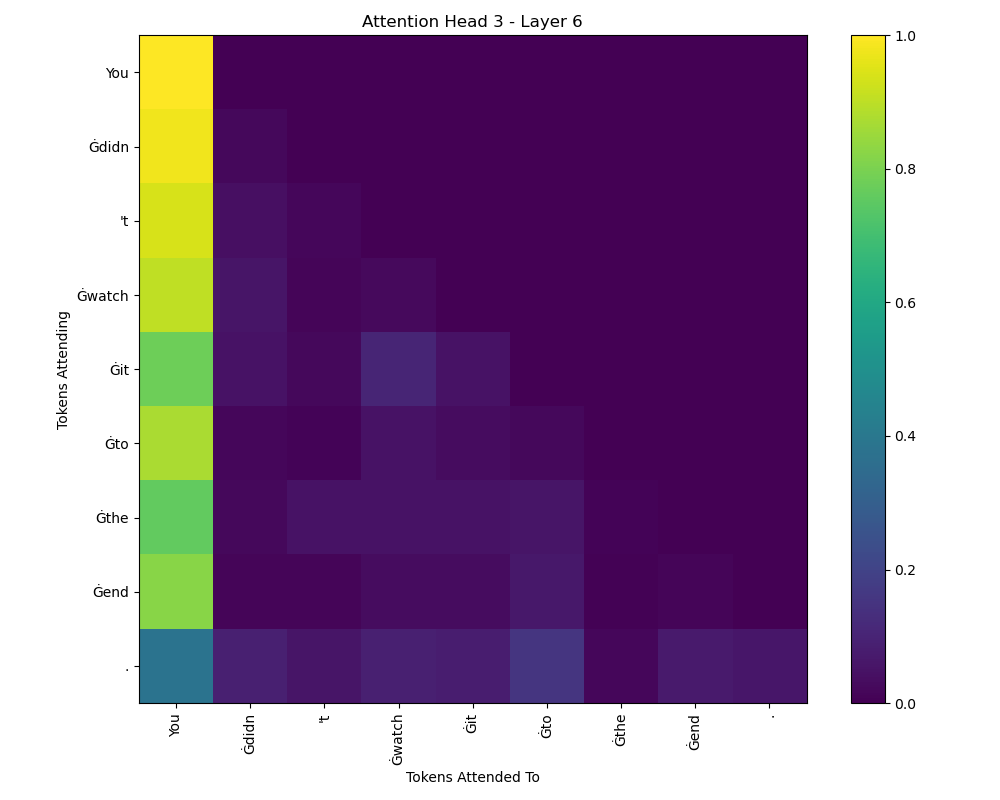 Attention Head 3 - Layer 6
You
Ġdidn
't
Ġwatch
Ġit
Ġto
Ġthe
Ġend
.
Tokens Attending
You
Ġdidn
't
Ġwatch
Ġit
Ġto
Ġthe
Ġend
.
Tokens Attended To
1.0
0.8
0.6
0.4
0.2
0.0